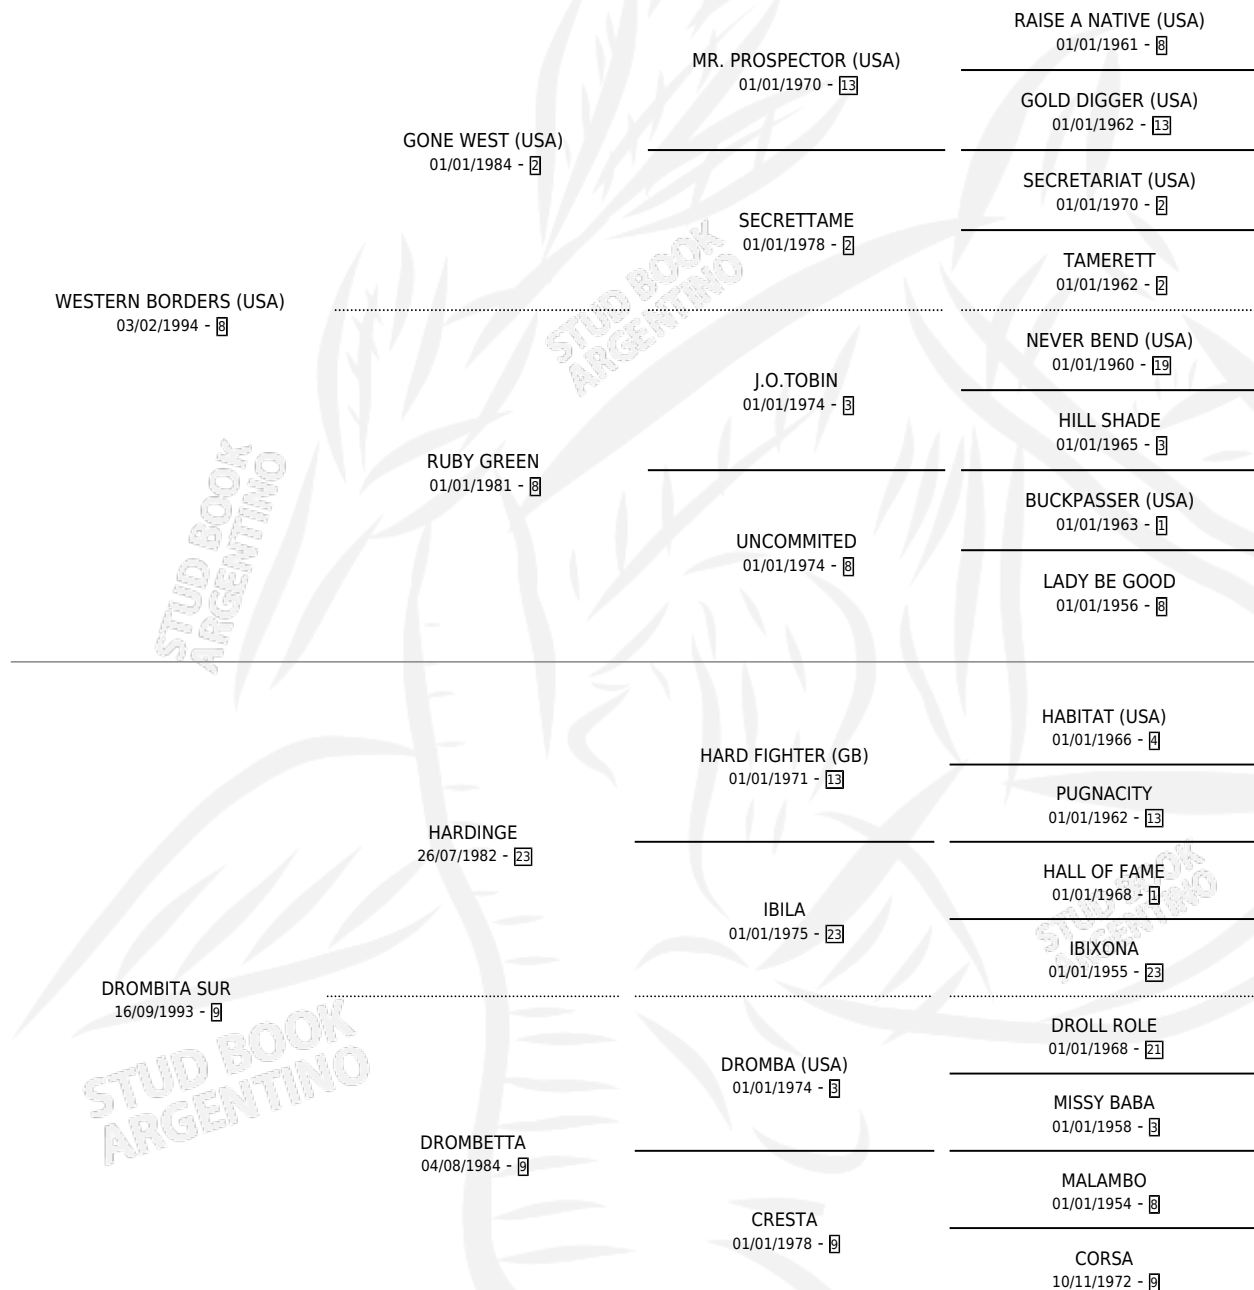 RAISE A NATIVE (USA)
01/01/1961 - 8
MR. PROSPECTOR (USA)
01/01/1970 - 13
GOLD DIGGER (USA)
01/01/1962 - 13
GONE WEST (USA)
01/01/1984 - 2
SECRETARIAT (USA)
01/01/1970 - 2
SECRETTAME
01/01/1978 - 2
TAMERETT
01/01/1962 - 2
WESTERN BORDERS (USA)
03/02/1994 - 8
NEVER BEND (USA)
01/01/1960 - 19
J.O.TOBIN
01/01/1974 - 3
HILL SHADE
01/01/1965 - 3
RUBY GREEN
01/01/1981 - 8
BUCKPASSER (USA)
01/01/1963 - 1
UNCOMMITED
01/01/1974 - 8
LADY BE GOOD
01/01/1956 - 8
HABITAT (USA)
01/01/1966 - 4
HARD FIGHTER (GB)
01/01/1971 - 13
PUGNACITY
01/01/1962 - 13
HARDINGE
26/07/1982 - 23
HALL OF FAME
01/01/1968 - 1
IBILA
01/01/1975 - 23
IBIXONA
01/01/1955 - 23
DROMBITA SUR
16/09/1993 - 9
DROLL ROLE
01/01/1968 - 21
DROMBA (USA)
01/01/1974 - 3
MISSY BABA
01/01/1958 - 3
DROMBETTA
04/08/1984 - 9
MALAMBO
01/01/1954 - 8
CRESTA
01/01/1978 - 9
CORSA
10/11/1972 - 9
STUD BOOK
ARGENTINO
STUD BOOK
ARGENTINO
STUD BOOK
ARGENTINO
STUD BOOK
ARGENTINO